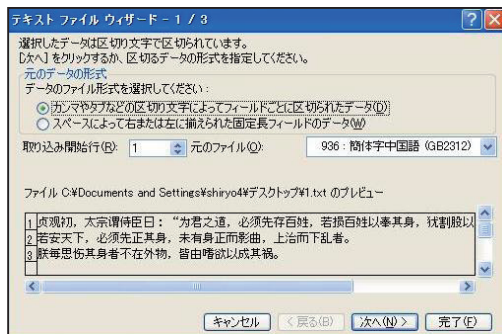 テキスト ファイル ウィザード - 1 / 3
選択したデータは区切り文字で区切られています。
[次へ] をクリックするか、区切るデータの形式を指定してください。
元のデータの形式
データのファイル形式を選択してください:
カンマやタブなどの区切り文字によってフィールドごとに区切られたデータ(D)
スペースによって右または左に揃えられた固定長フィールドのデータ(W)
取り込み開始行(R): 1 元のファイル(O): 936 : 簡体字中国語 (GB2312)
ファイル C:¥Documents and Settings¥shiryo4¥デスクトップ¥1.txt のプレビュー
1 贞观初，太宗谓侍臣曰：“为君之道，必须先存百姓，若损百姓以奉其身，犹割股以
2 若安天下，必须先正其身，未有身正而影曲，上治而下乱者。
3 朕每思伤其身者不在外物，皆由嗜欲以成其祸。
キャンセル < 戻る(B) 次へ(N) > 完了(F)